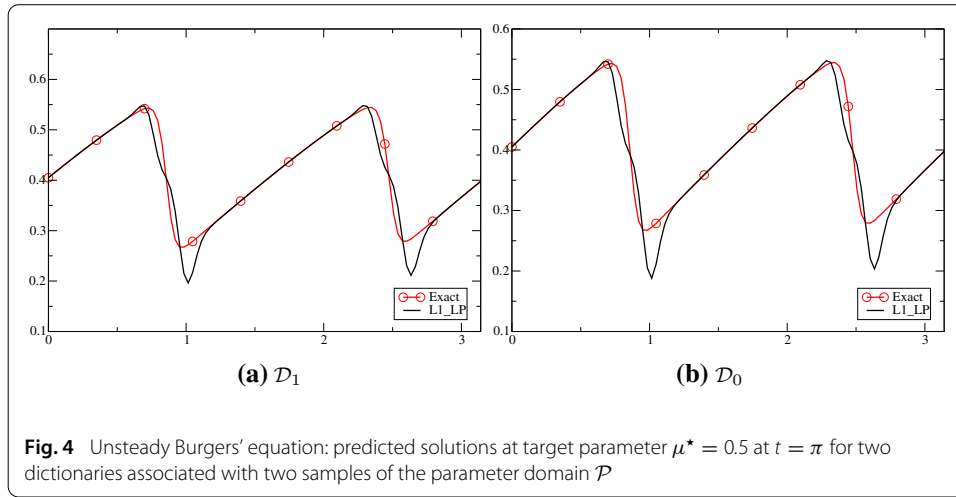 0.6
0.5
0.4
0.3
0.2
0.1
0
1
2
3
Exact
L1_LP
(a) 𝒟₁
0.6
0.5
0.4
0.3
0.2
0.1
0
1
2
3
Exact
L1_LP
(b) 𝒟₀
Fig. 4 Unsteady Burgers' equation: predicted solutions at target parameter μ* = 0.5 at t = π for two
dictionaries associated with two samples of the parameter domain 𝒫